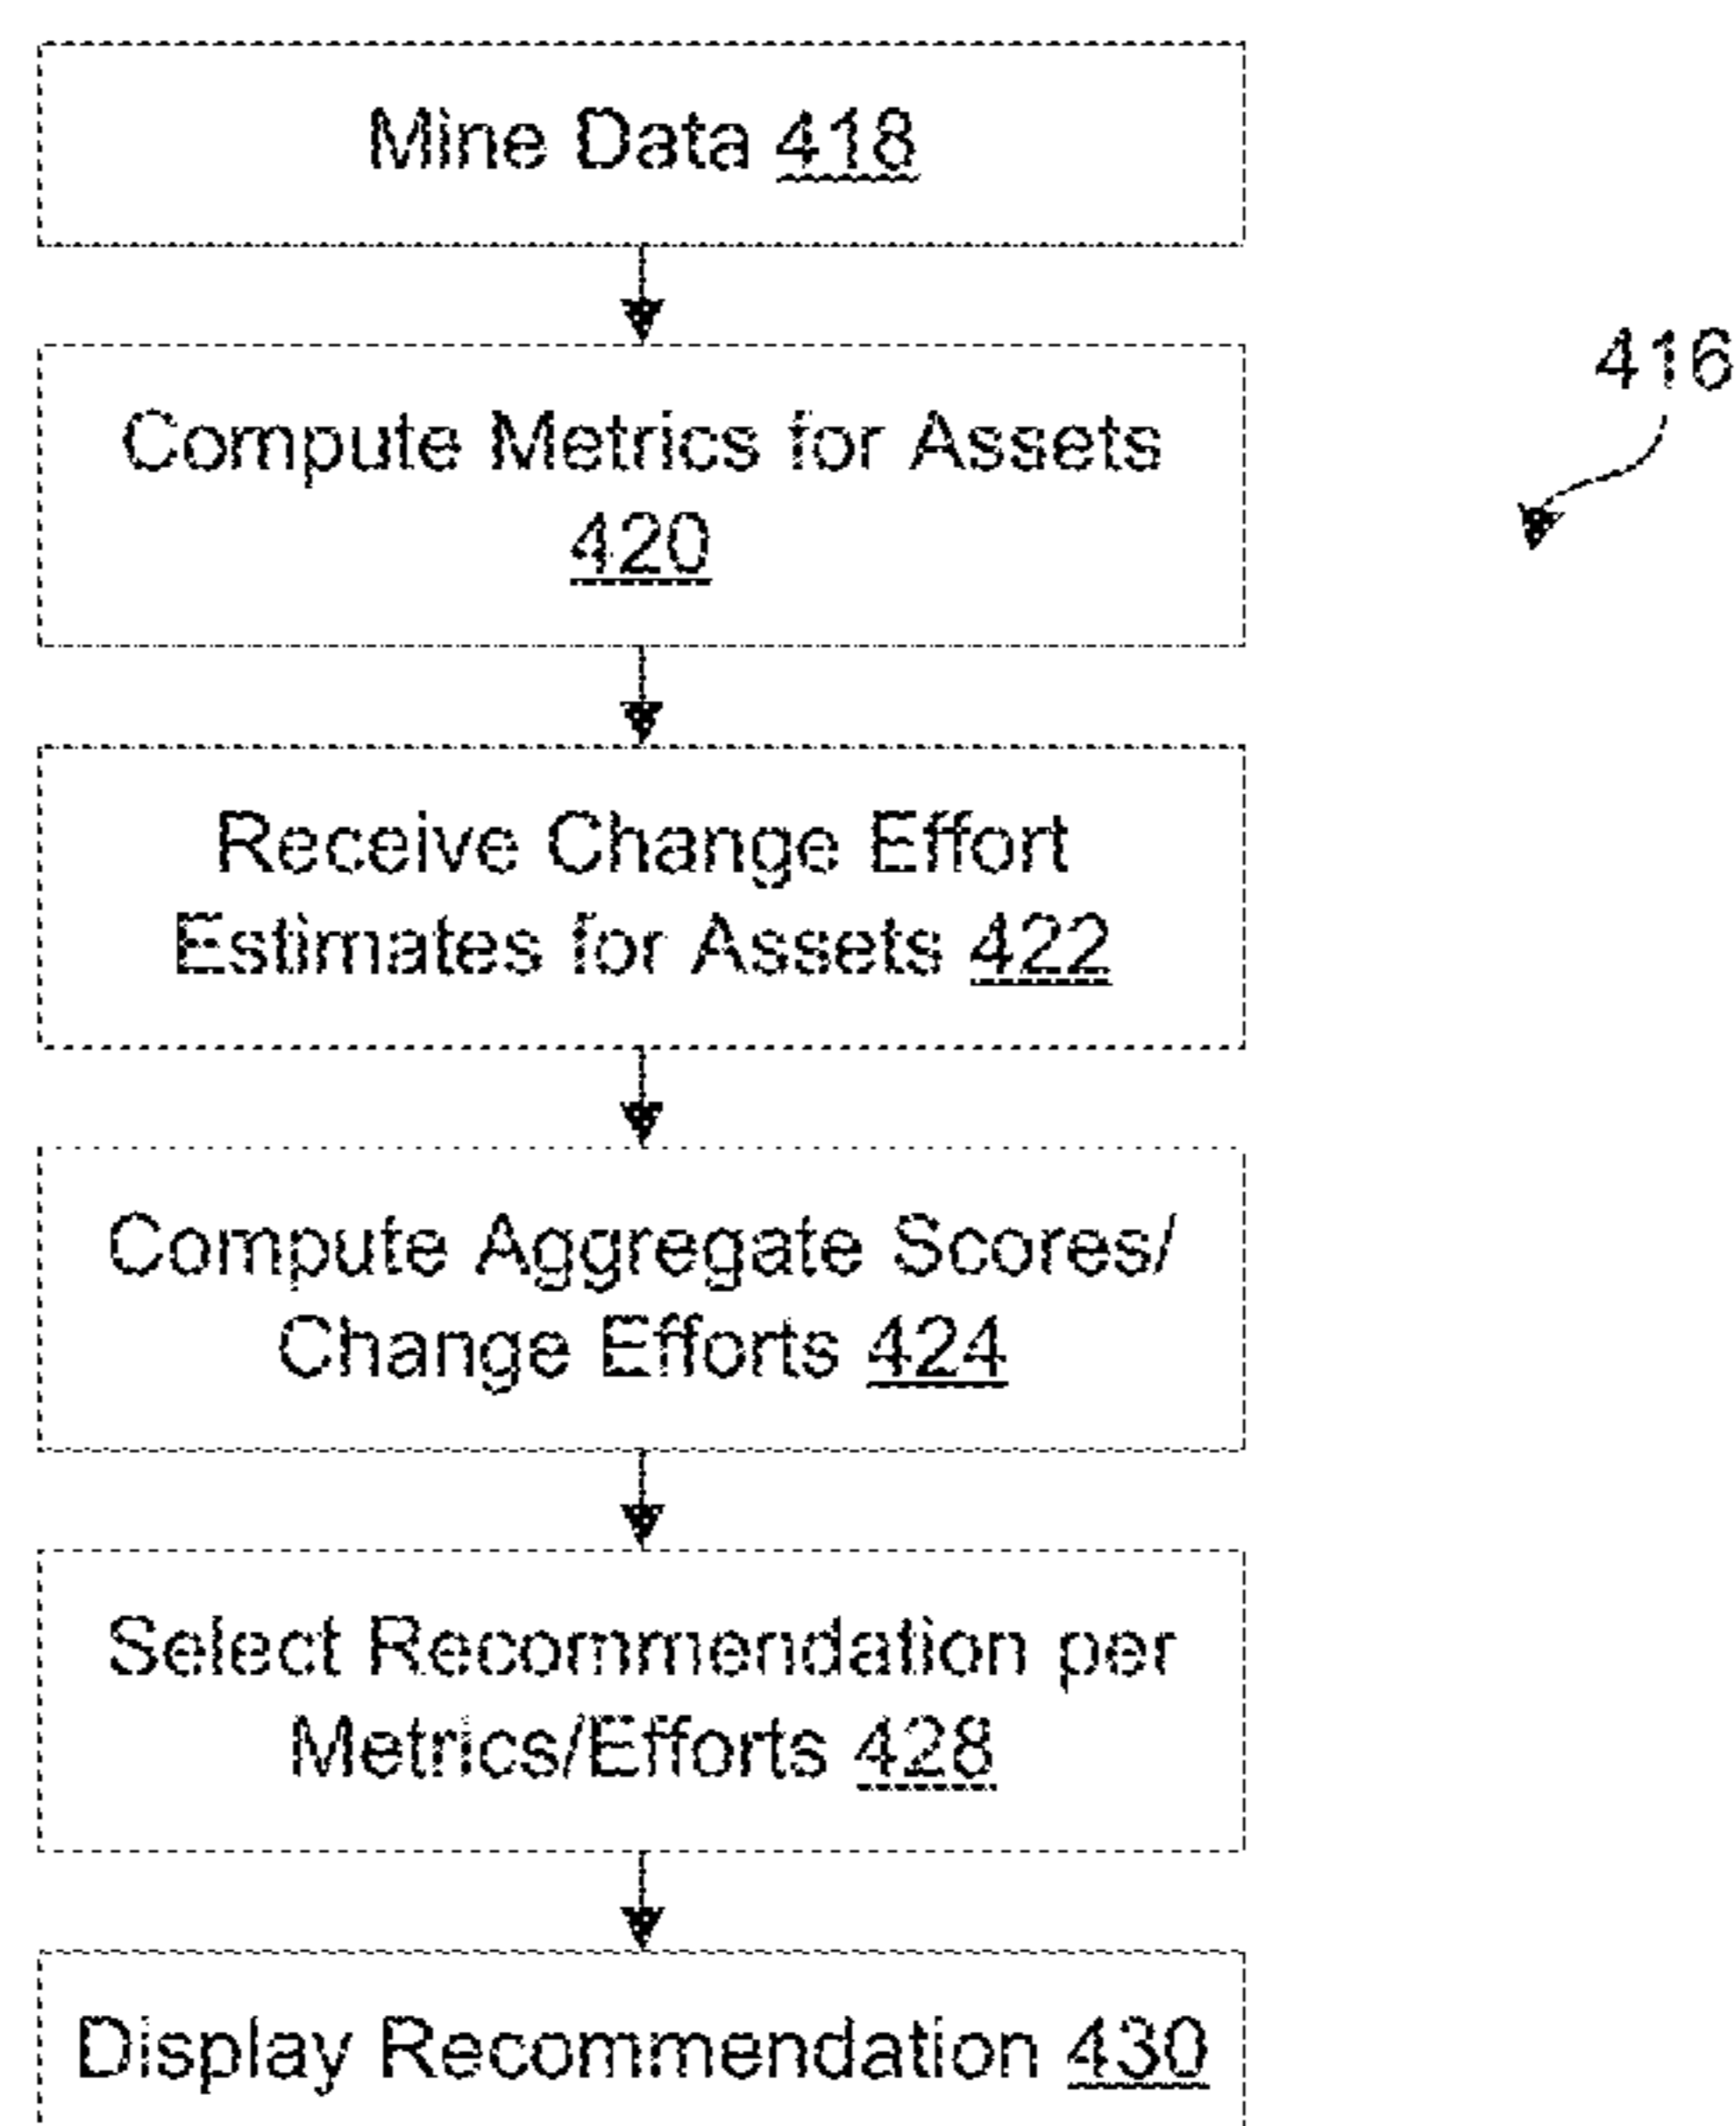 Mine Data 418
416
Compute Metrics for Assets
420
Receive Change Effort
Estimates for Assets 422
Compute Aggregate Scores/
Change Efforts 424
Select Recommendation per
Metrics/Efforts 428
Display Recommendation 430